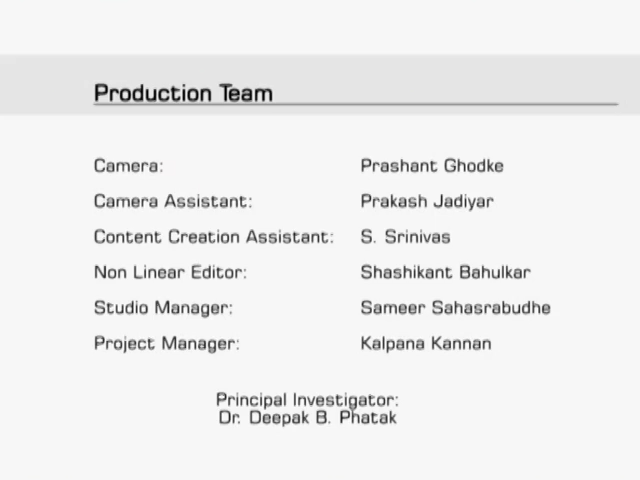 Production Team
Camera: Prashant Ghodke
Camera Assistant: Prakash Jadiyar
Content Creation Assistant: S. Srinivas
Non Linear Editor: Shashikant Bahulkar
Studio Manager: Sameer Sahasrabudhe
Project Manager: Kalpana Kannan
Principal Investigator:
Dr. Deepak B. Phatak